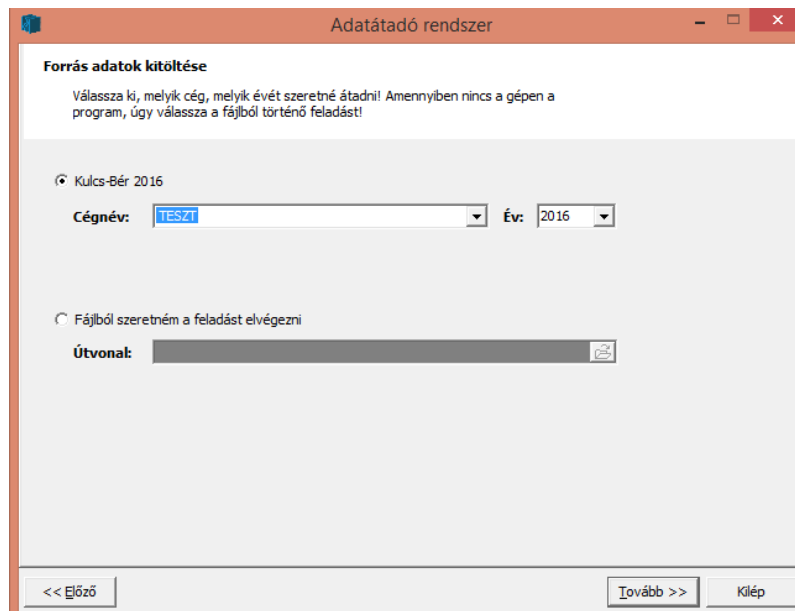 Adatátadó rendszer
Forrás adatok kitöltése
Válassza ki, melyik cég, melyik évét szeretné átadni! Amennyiben nincs a gépen a
program, úgy válassza a fájlból történő feladást!
Kulcs-Bér 2016
Cégnév: TESZT Év: 2016
Fájlból szeretném a feladást elvégezni
Útvonal:
<< Előző Tovább >> Kilép